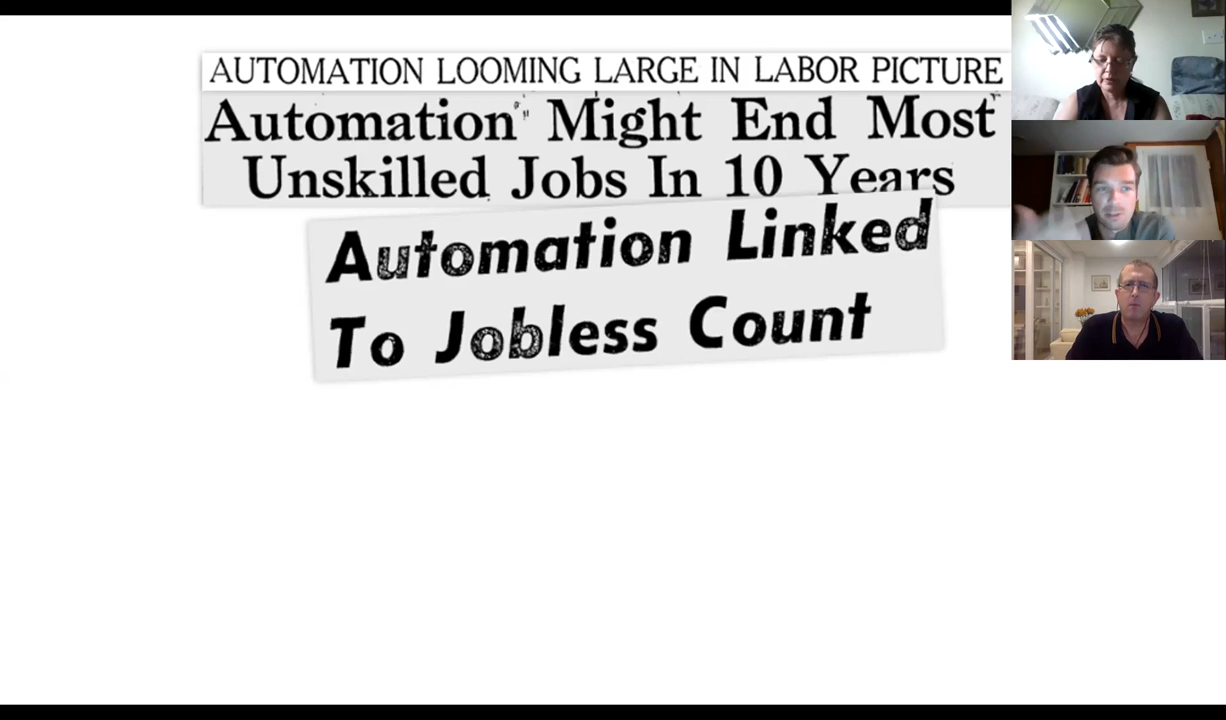 AUTOMATION LOOMING LARGE IN LABOR PICTURE
Automation Might End Most
Unskilled Jobs In 10 Years
Automation Linked
To Jobless Count